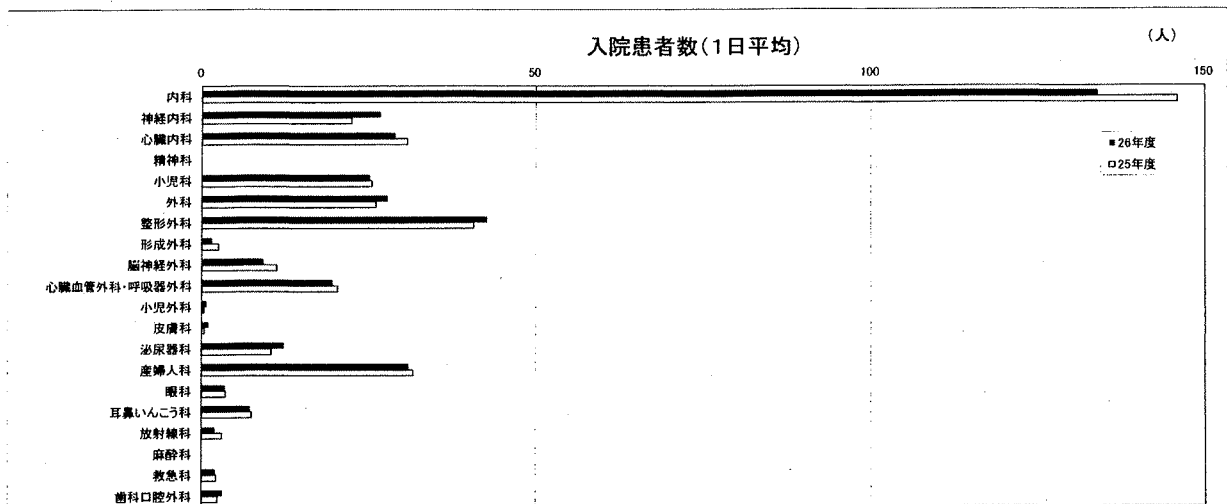 入院患者数(1日平均)
(人)
0 50 100 150
内科
神経内科
心臓内科
精神科
小児科
外科
整形外科
形成外科
脳神経外科
心臓血管外科・呼吸器外科
小児外科
皮膚科
泌尿器科
産婦人科
眼科
耳鼻いんこう科
放射線科
麻酔科
救急科
歯科口腔外科
■26年度
□25年度